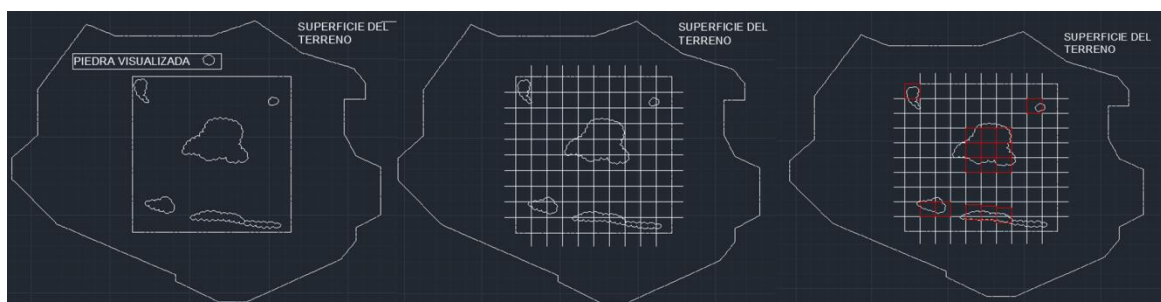 SUPERFICIE DEL
TERRENO
PIEDRA VISUALIZADA
SUPERFICIE DEL
TERRENO
SUPERFICIE DEL
TERRENO